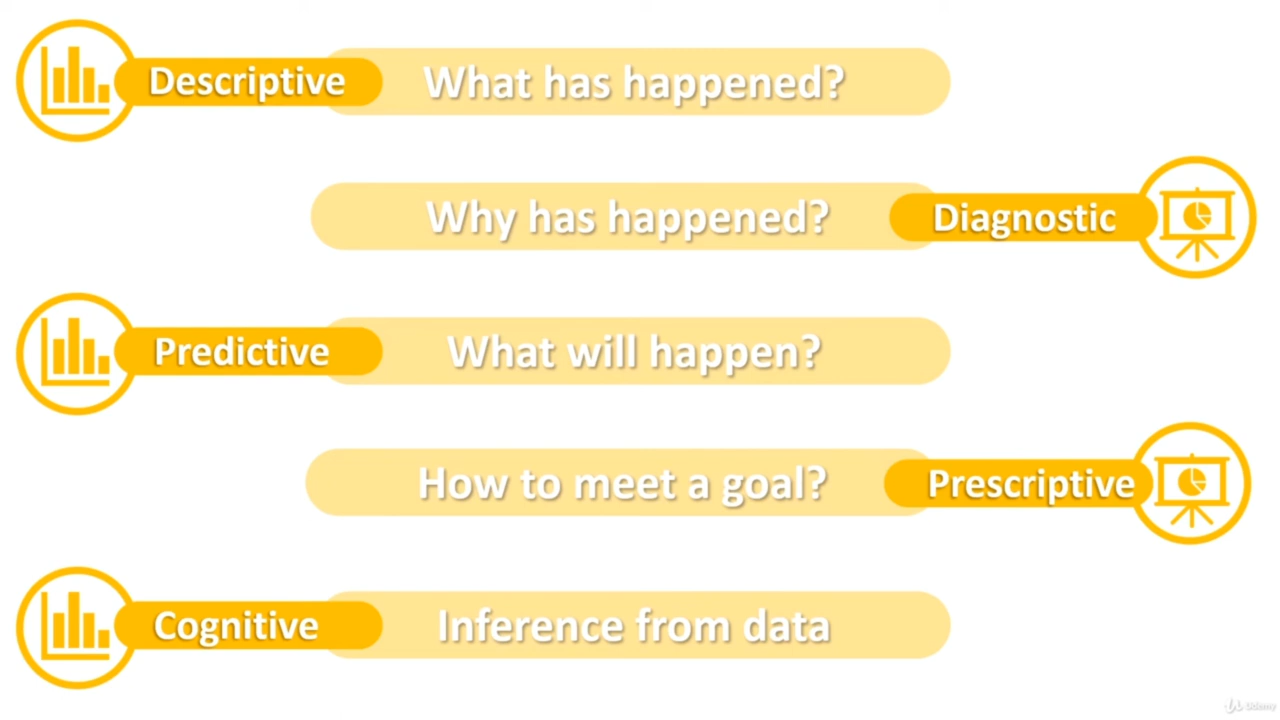 Descriptive What has happened?
Why has happened? Diagnostic
Predictive What will happen?
How to meet a goal? Prescriptive
Cognitive Inference from data
Udemy